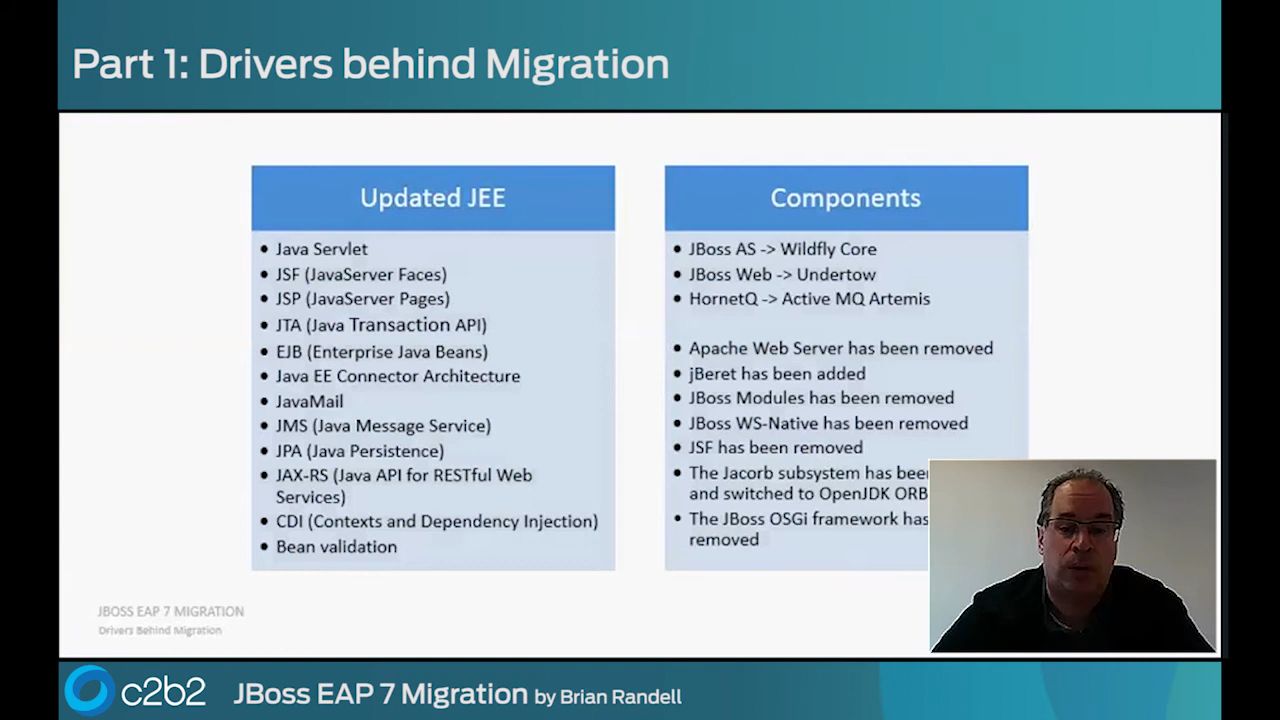 Part 1: Drivers behind Migration
Updated JEE
• Java Servlet
• JSF (JavaServer Faces)
• JSP (JavaServer Pages)
• JTA (Java Transaction API)
• EJB (Enterprise Java Beans)
• Java EE Connector Architecture
• JavaMail
• JMS (Java Message Service)
• JPA (Java Persistence)
• JAX-RS (Java API for RESTful Web
Services)
• CDI (Contexts and Dependency Injection)
• Bean validation
Components
• JBoss AS -> Wildfly Core
• JBoss Web -> Undertow
• HornetQ -> Active MQ Artemis
• Apache Web Server has been removed
• jBeret has been added
• JBoss Modules has been removed
• JBoss WS-Native has been removed
• JSF has been removed
• The Jacorb subsystem has
and switched to OpenJDK ORB
• The JBoss OSGi framework has
removed
JBOSS EAP 7 MIGRATION
Drivers Behind Migration
c2b2
JBoss EAP 7 Migration by Brian Randell